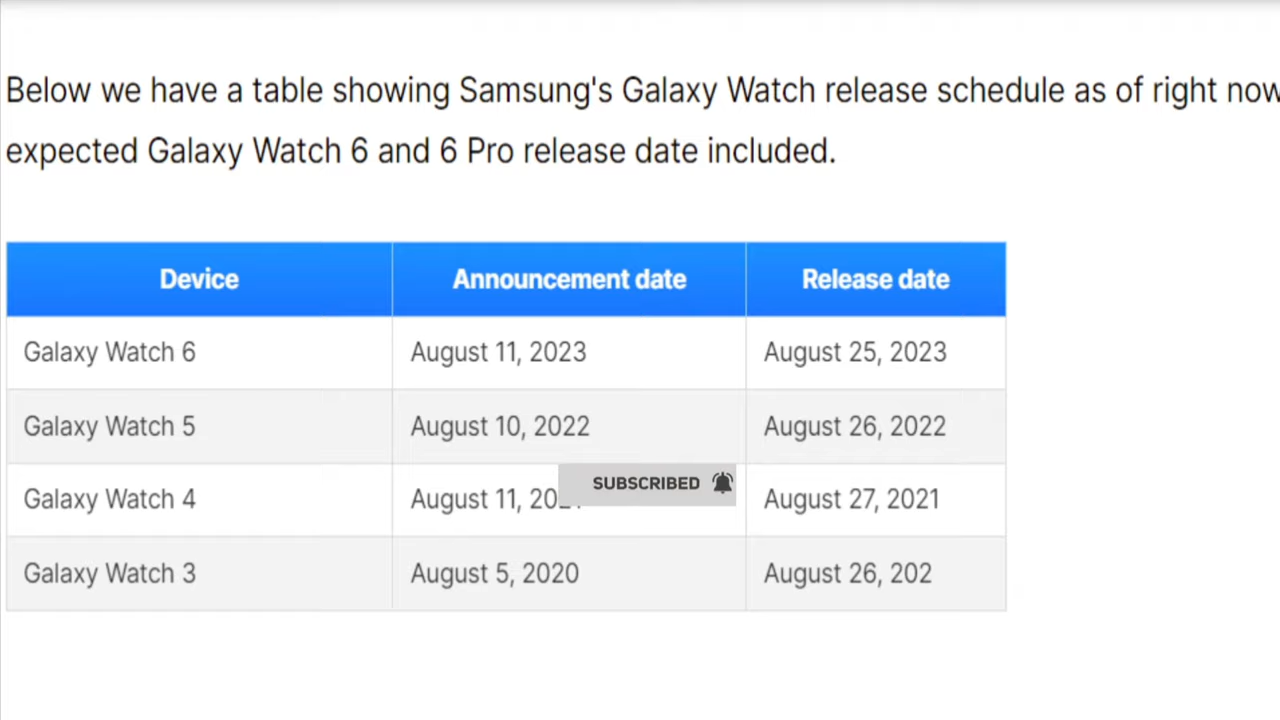 Below we have a table showing Samsung's Galaxy Watch release schedule as of right now
expected Galaxy Watch 6 and 6 Pro release date included.
Device Announcement date Release date
Galaxy Watch 6 August 11, 2023 August 25, 2023
Galaxy Watch 5 August 10, 2022 August 26, 2022
SUBSCRIBED
Galaxy Watch 4 August 11, August 27, 2021
Galaxy Watch 3 August 5, 2020 August 26, 202